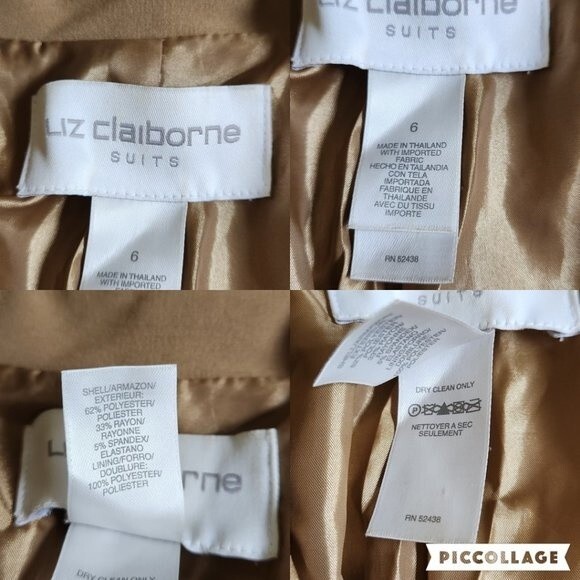 LIZ claiborne
SUITS
6
MADE IN THAILAND
WITH IMPORTED
LIZ claiborne
SUITS
6
MADE IN THAILAND
WITH IMPORTED
FABRIC
HECHO EN TAILANDIA
CON TELA
IMPORTADA
FABRIQUE EN
THAILANDE
AVEC DU TISSU
IMPORTE
RN 52438
SHELL/ARMAZON/
EXTERIEUR:
62% POLYESTER/
POLIESTER
33% RAYON/
RAYONNE
5% SPANDEX/
ELASTANO
LINING/FORRO/
DOUBLURE:
100% POLYESTER/
POLIESTER
LIZ
rne
DRY CLEAN ONLY
SUITS
DRY CLEAN ONLY
P
NETTOYER A SEC
SEULEMENT
RN 52438
PICCOLLAGE